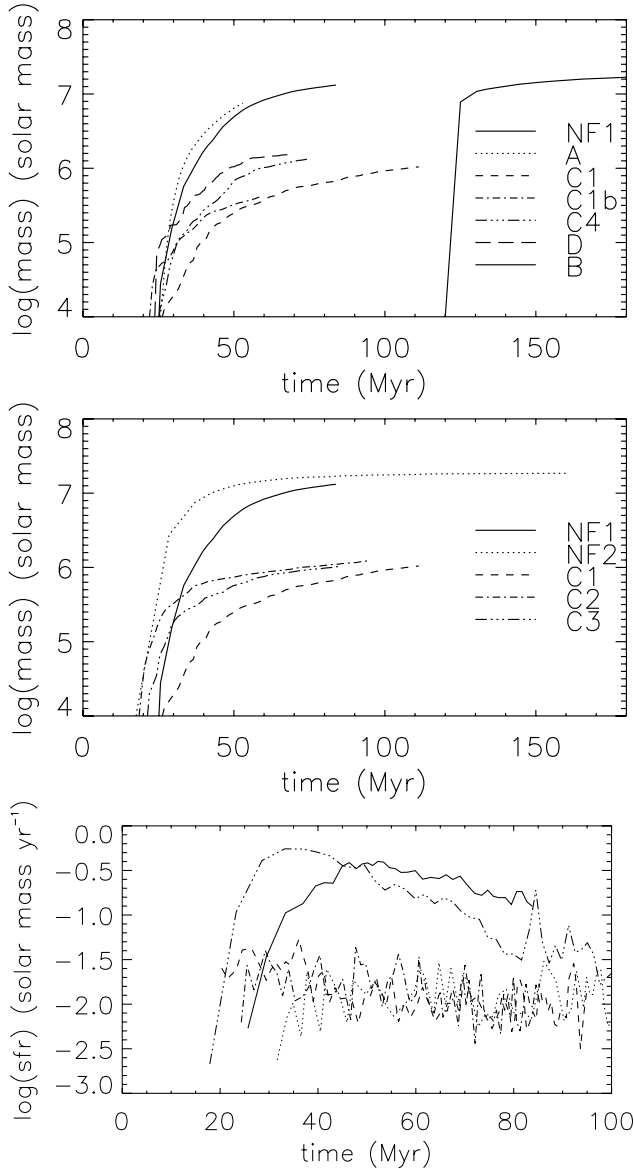 8
7
6
5
4
log(mass) (solar mass)
NF1
A
C1
C1b
C4
D
B
0 50 100 150
time (Myr)
8
7
6
5
4
log(mass) (solar mass)
NF1
NF2
C1
C2
C3
0 50 100 150
time (Myr)
0.0
-0.5
-1.0
-1.5
-2.0
-2.5
-3.0
log(sfr) (solar mass yr⁻¹)
0 20 40 60 80 100
time (Myr)